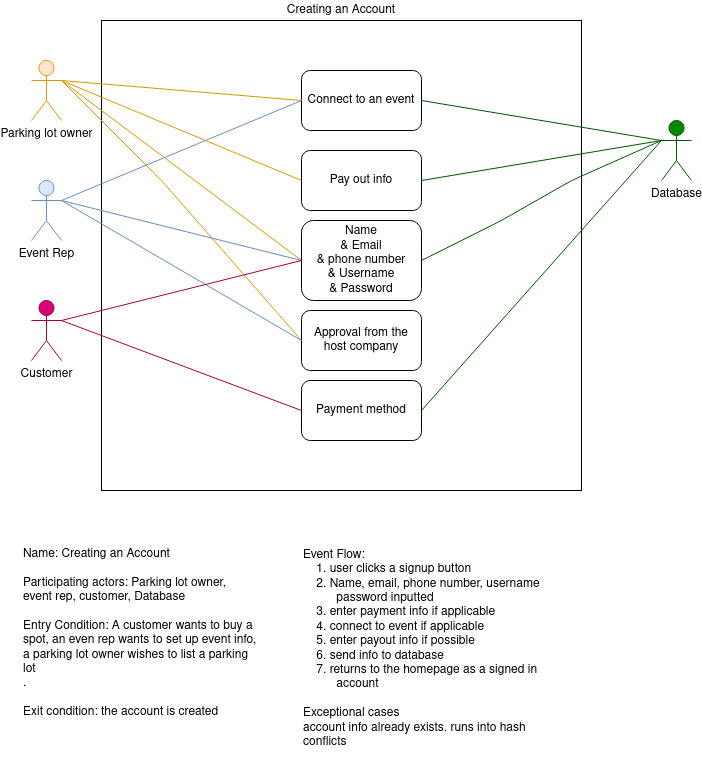 Creating an Account
Connect to an event
Parking lot owner
Pay out info
Database
Name
& Email
& phone number
& Username
& Password
Event Rep
Approval from the
host company
Customer
Payment method
Name: Creating an Account
Participating actors: Parking lot owner,
event rep, customer, Database
Entry Condition: A customer wants to buy a
spot, an even rep wants to set up event info,
a parking lot owner wishes to list a parking
lot
.
Exit condition: the account is created
Event Flow:
1. user clicks a signup button
2. Name, email, phone number, username
password inputted
3. enter payment info if applicable
4. connect to event if applicable
5. enter payout info if possible
6. send info to database
7. returns to the homepage as a signed in
account
Exceptional cases
account info already exists. runs into hash
conflicts